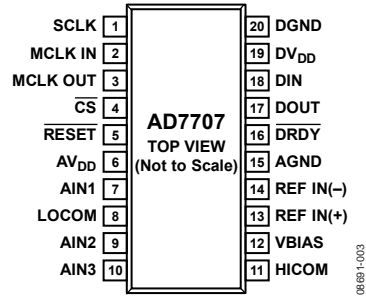 SCLK 1
MCLK IN 2
MCLK OUT 3
CS 4
RESET 5
AVDD 6
AIN1 7
LOCOM 8
AIN2 9
AIN3 10
AD7707
TOP VIEW
(Not to Scale)
20 DGND
19 DVDD
18 DIN
17 DOUT
16 DRDY
15 AGND
14 REF IN(–)
13 REF IN(+)
12 VBIAS
11 HICOM
08691-003